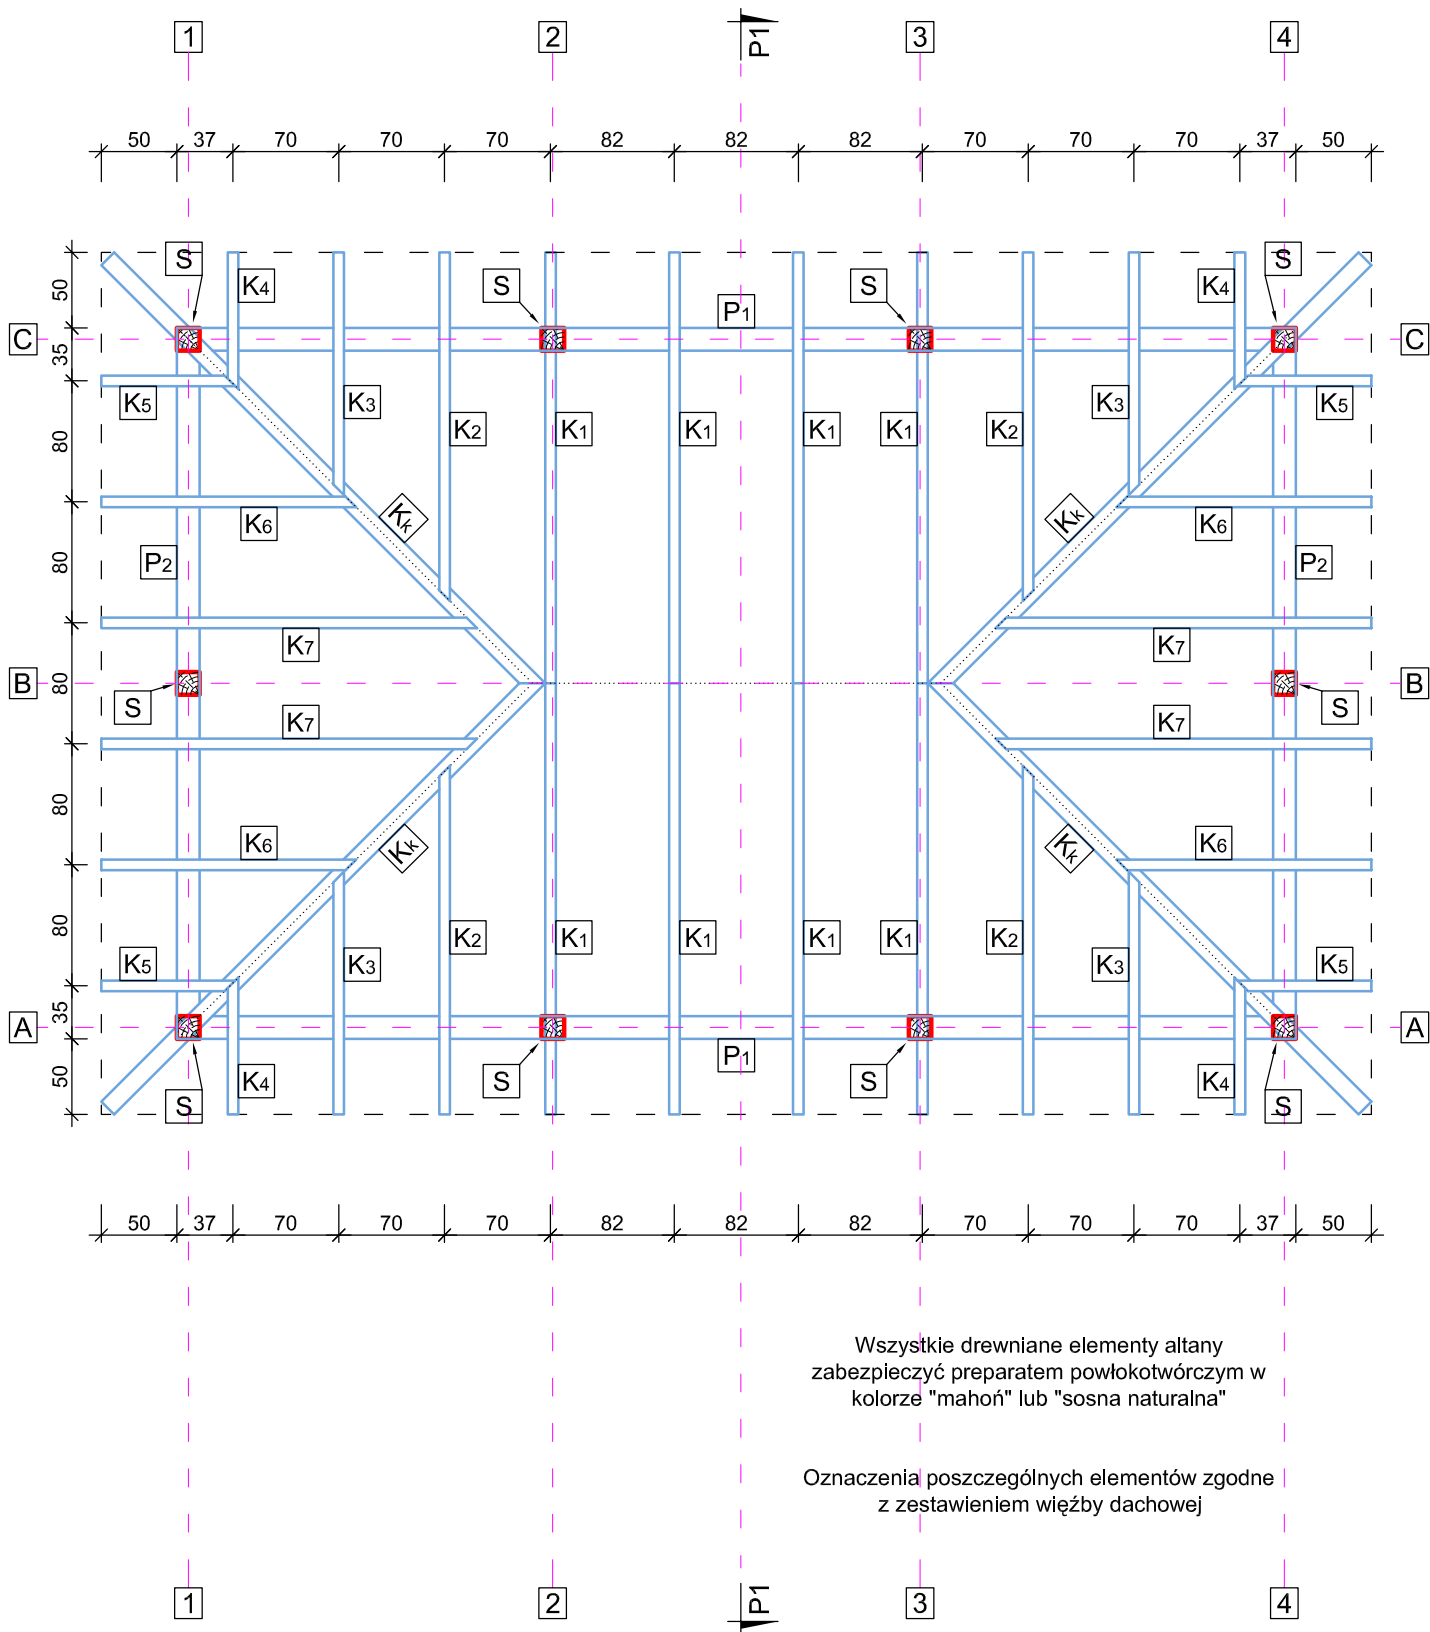 1 2 P1 3 4
50 37 70 70 70 82 82 82 70 70 70 37 50
S K4 S P1 S K4 S
50
C C
35
K5 K3 K2 K1 K1 K1 K1 K2 K3 K5
80
K6 Kk Kk K6
80
P2 P2
K7 K7
B 80 B
S S
K7 K7
80
K6 Kk Kk K6
80
K5 K3 K2 K1 K1 K1 K1 K2 K3 K5
35
A A
50
S K4 S P1 S K4 S
50 37 70 70 70 82 82 82 70 70 70 37 50
Wszystkie drewniane elementy altany
zabezpieczyć preparatem powłokotwórczym w
kolorze "mahoń" lub "sosna naturalna"
Oznaczenia poszczególnych elementów zgodne
z zestawieniem więźby dachowej
1 2 P1 3 4